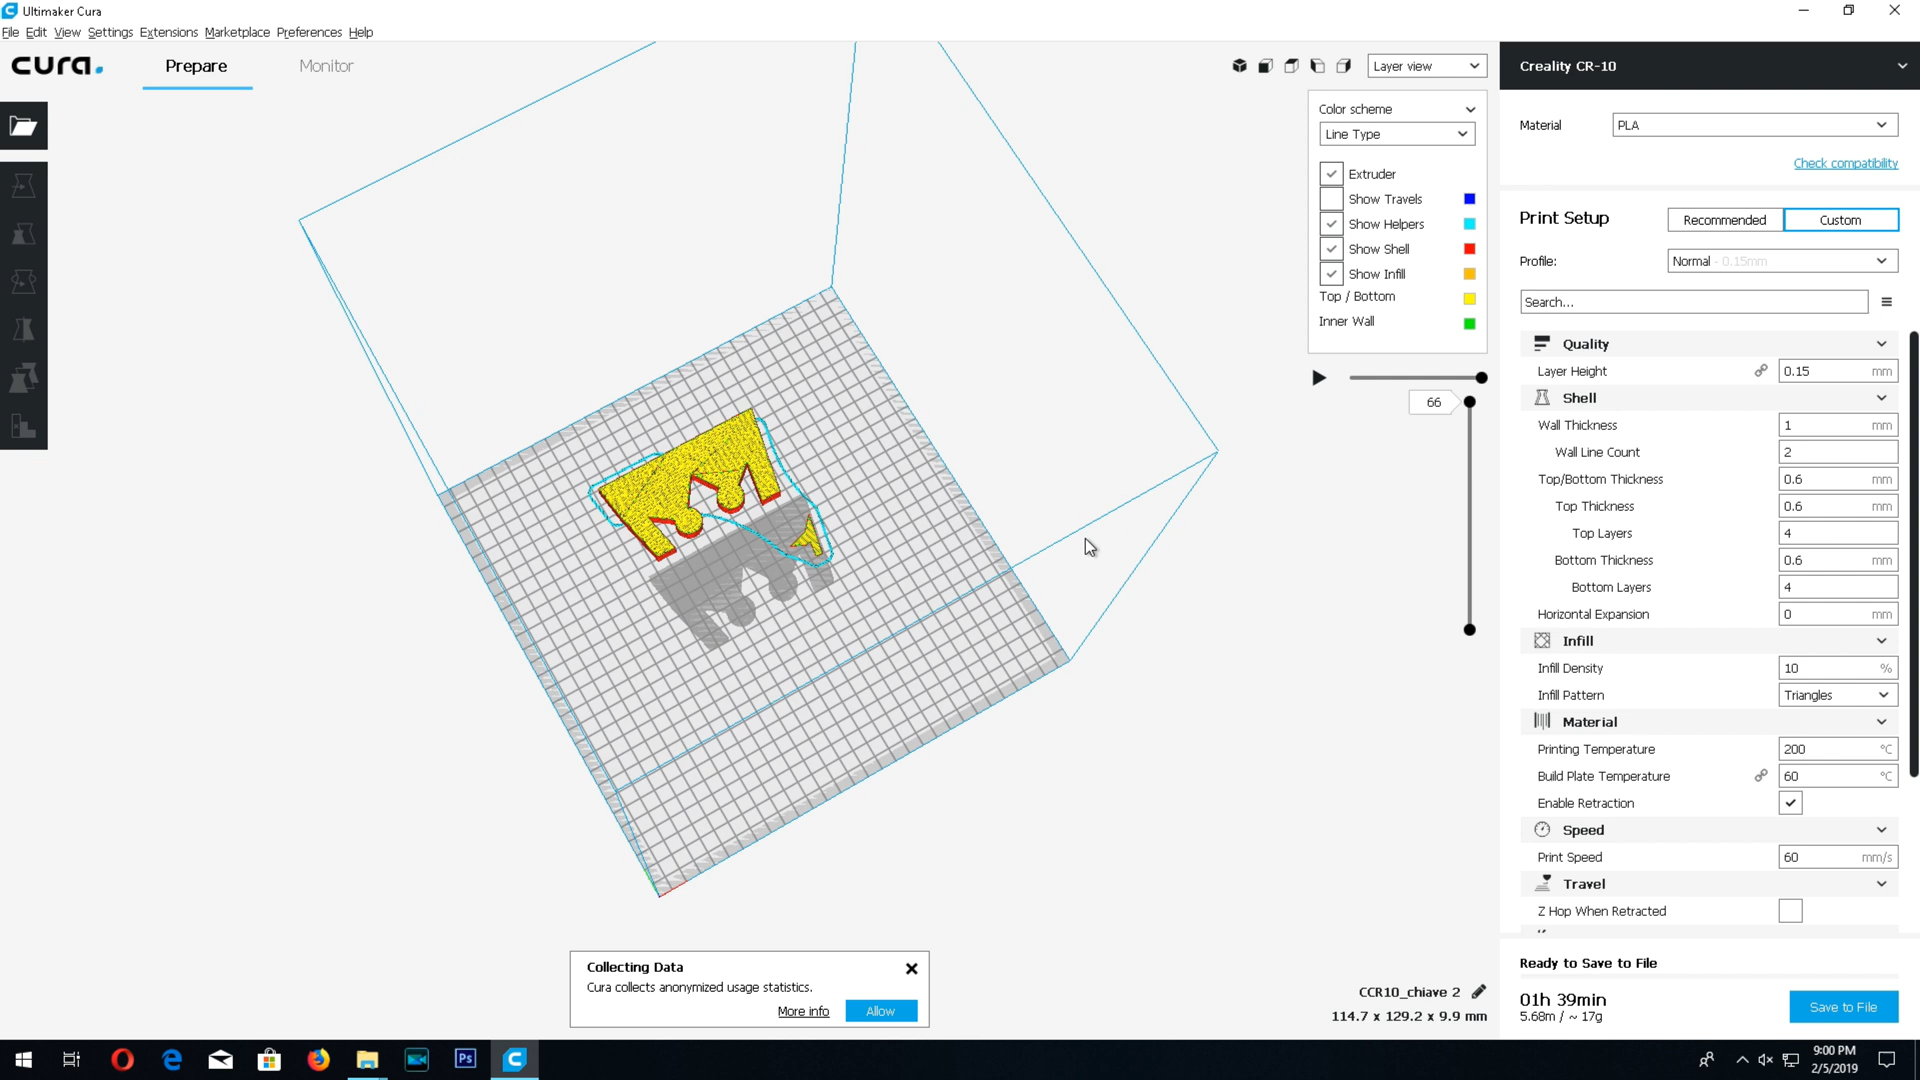 Ultimaker Cura
File Edit View Settings Extensions Marketplace Preferences Help
cura. Prepare Monitor
Layer view
Creality CR-10
Color scheme
Line Type
Extruder
Show Travels
Show Helpers
Show Shell
Show Infill
Top / Bottom
Inner Wall
66
Material PLA
Check compatibility
Print Setup Recommended Custom
Profile: Normal - 0.15mm
Search...
Quality
Layer Height 0.15 mm
Shell
Wall Thickness 1 mm
Wall Line Count 2
Top/Bottom Thickness 0.6 mm
Top Thickness 0.6 mm
Top Layers 4
Bottom Thickness 0.6 mm
Bottom Layers 4
Horizontal Expansion 0 mm
Infill
Infill Density 10 %
Infill Pattern Triangles
Material
Printing Temperature 200 °C
Build Plate Temperature 60 °C
Enable Retraction
Speed
Print Speed 60 mm/s
Travel
Z Hop When Retracted
Ready to Save to File
01h 39min
5.68m / ~ 17g
Save to File
Collecting Data
Cura collects anonymized usage statistics.
More info Allow
CCR10_chiave 2
114.7 x 129.2 x 9.9 mm
Ps
9:00 PM
2/5/2019